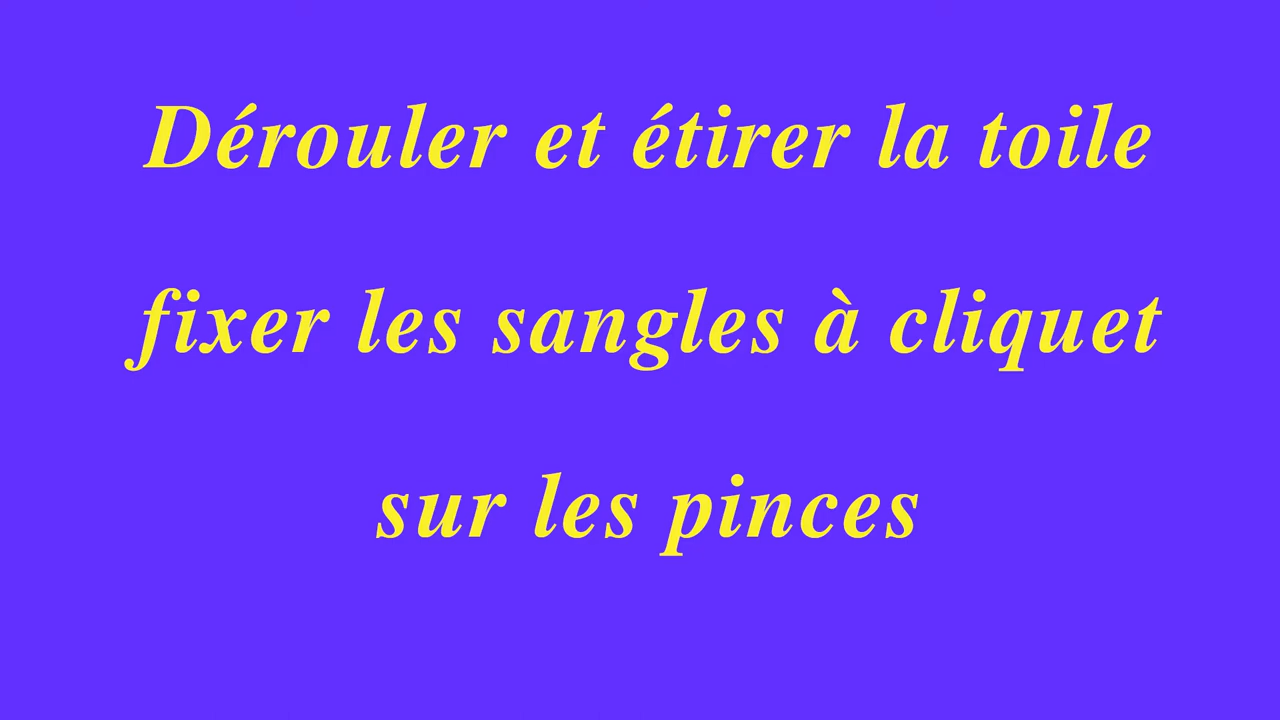 Dérouler et étirer la toile
fixer les sangles à cliquet
sur les pinces